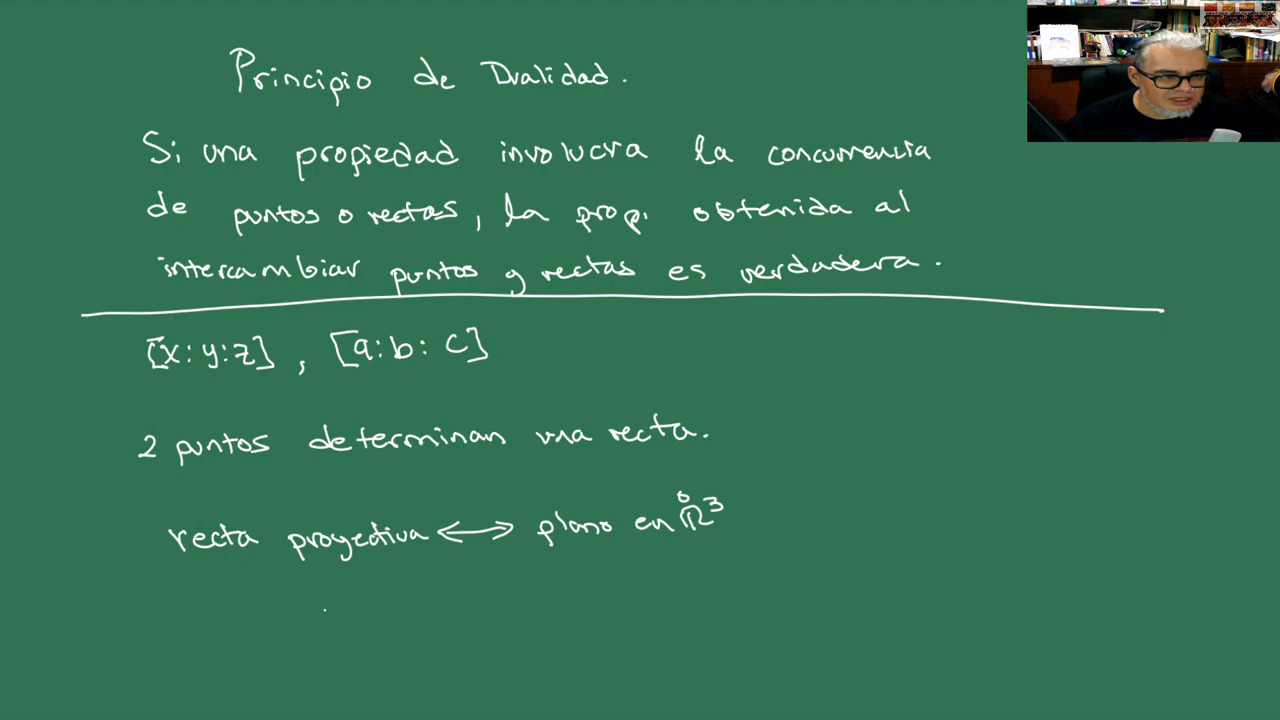 Principio de Dualidad.
Si una propiedad involucra la concurrencia
de puntos o rectas, la prop. obtenida al
intercambiar puntos y rectas es verdadera.
[x:y:z], [a:b:c]
2 puntos determinan una recta.
recta proyectiva ⟷ plano en ℝ³